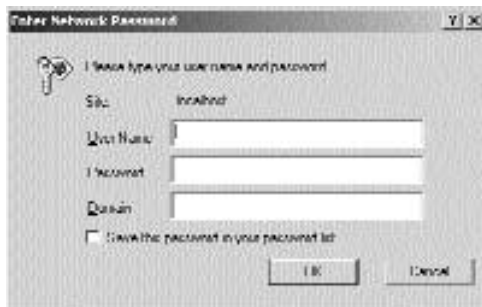 Enter Network Password
Please type your user name and password
Site: localhost
User Name
Password
Domain
Save this password in your password list
OK
Cancel